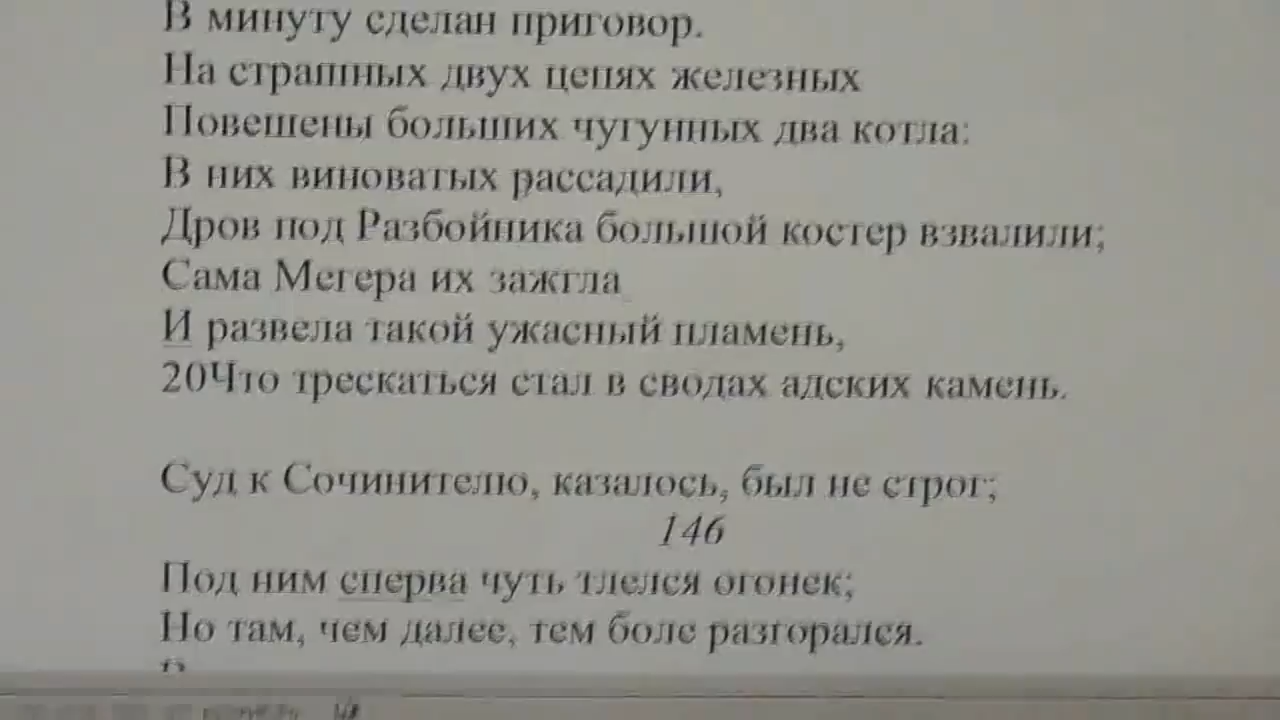 В минуту сделан приговор.
На страшных двух цепях железных
Повешены больших чугунных два котла:
В них виноватых рассадили,
Дров под Разбойника большой костер взвалили;
Сама Мегера их зажгла
И развела такой ужасный пламень,
20Что трескаться стал в сводах адских камень.
Суд к Сочинителю, казалось, был не строг;
146
Под ним сперва чуть тлелся огонек;
Но там, чем далее, тем боле разгорался.